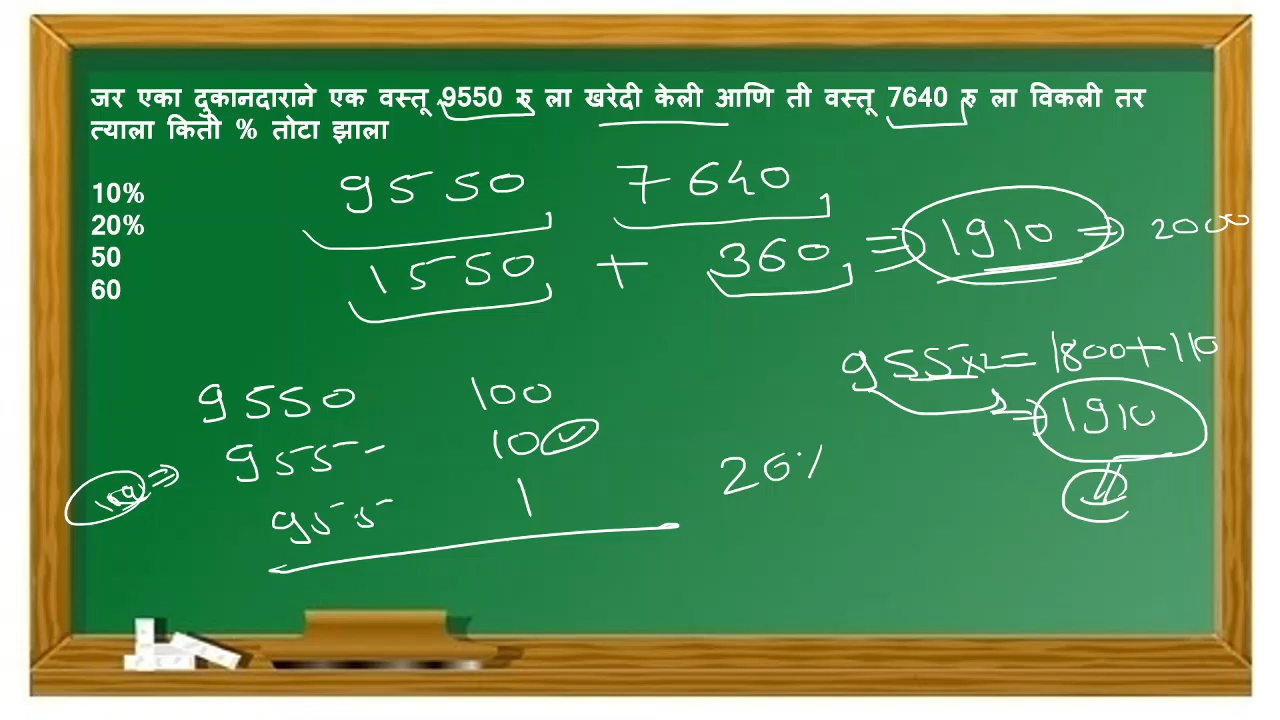 जर एका दुकानदाराने एक वस्तू 9550 रु ला खरेदी केली आणि ती वस्तू 7640 रु ला विकली तर
त्याला किती % तोटा झाला
10%
20%
50
60
9550 7640
1550 + 360 ⇒ 1910 ⇒ 2000
955×2 = 1800+110
⇒ 1910
9550 100
955 10
955 1
20%